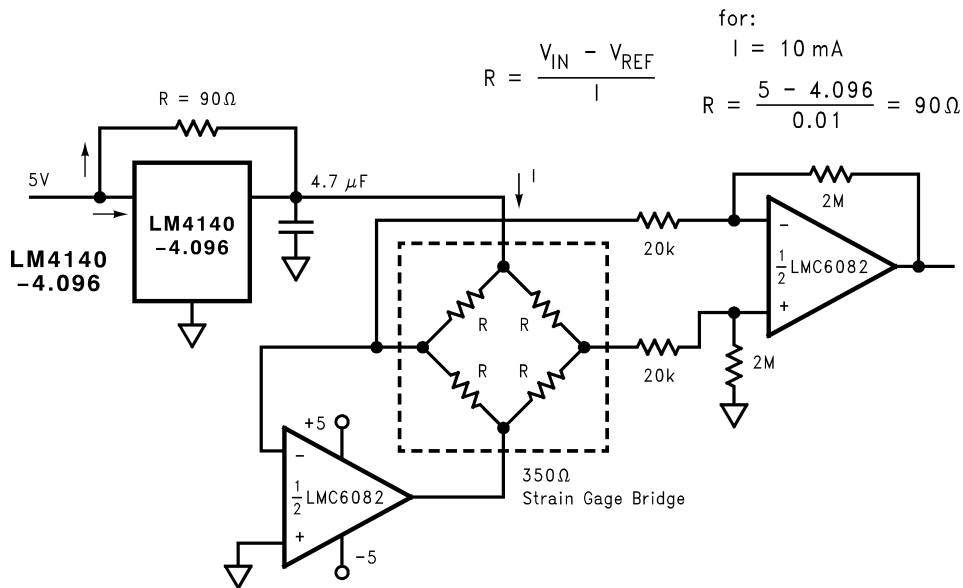 for:
I = 10 mA
R = (V_IN − V_REF) / I
R = (5 − 4.096) / 0.01 = 90Ω
R = 90Ω
5V
4.7 μF
I
LM4140
−4.096
LM4140
−4.096
20k
2M
−
1/2 LMC6082
+
R
R
R
R
20k
2M
+5
−
1/2 LMC6082
+
−5
350Ω
Strain Gage Bridge